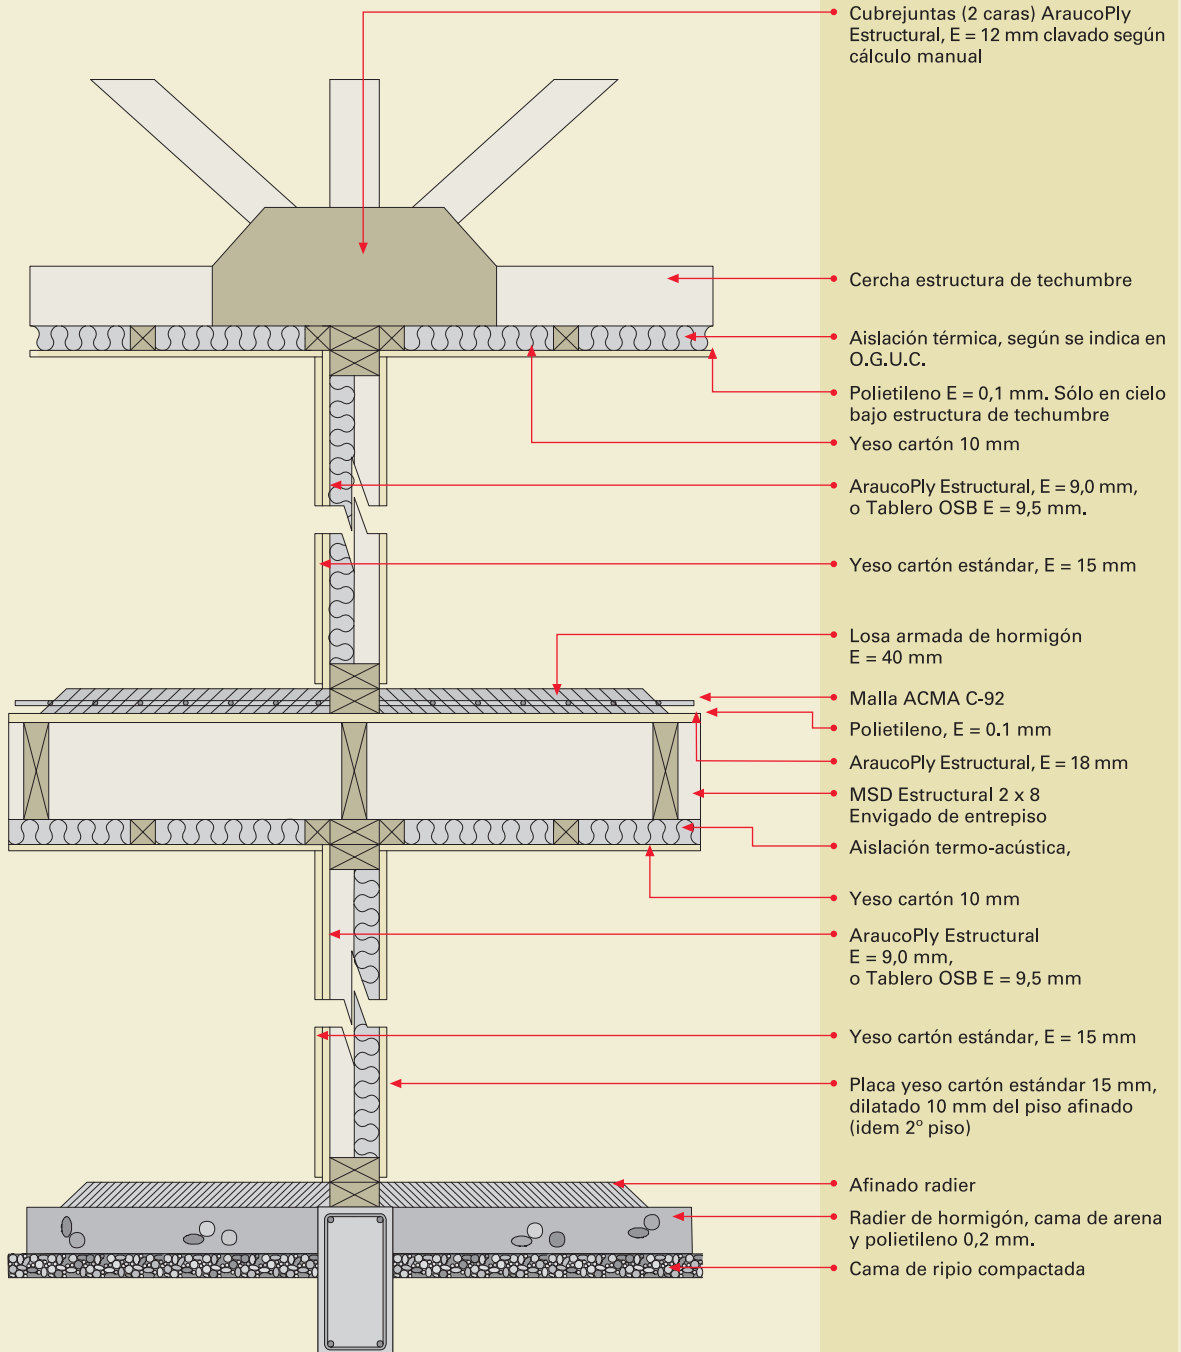 Cubrejuntas (2 caras) AraucoPly
Estructural, E = 12 mm clavado según
cálculo manual
Cercha estructura de techumbre
Aislación térmica, según se indica en
O.G.U.C.
Polietileno E = 0,1 mm. Sólo en cielo
bajo estructura de techumbre
Yeso cartón 10 mm
AraucoPly Estructural, E = 9,0 mm,
o Tablero OSB E = 9,5 mm.
Yeso cartón estándar, E = 15 mm
Losa armada de hormigón
E = 40 mm
Malla ACMA C-92
Polietileno, E = 0.1 mm
AraucoPly Estructural, E = 18 mm
MSD Estructural 2 x 8
Envigado de entrepiso
Aislación termo-acústica,
Yeso cartón 10 mm
AraucoPly Estructural
E = 9,0 mm,
o Tablero OSB E = 9,5 mm
Yeso cartón estándar, E = 15 mm
Placa yeso cartón estándar 15 mm,
dilatado 10 mm del piso afinado
(idem 2º piso)
Afinado radier
Radier de hormigón, cama de arena
y polietileno 0,2 mm.
Cama de ripio compactada